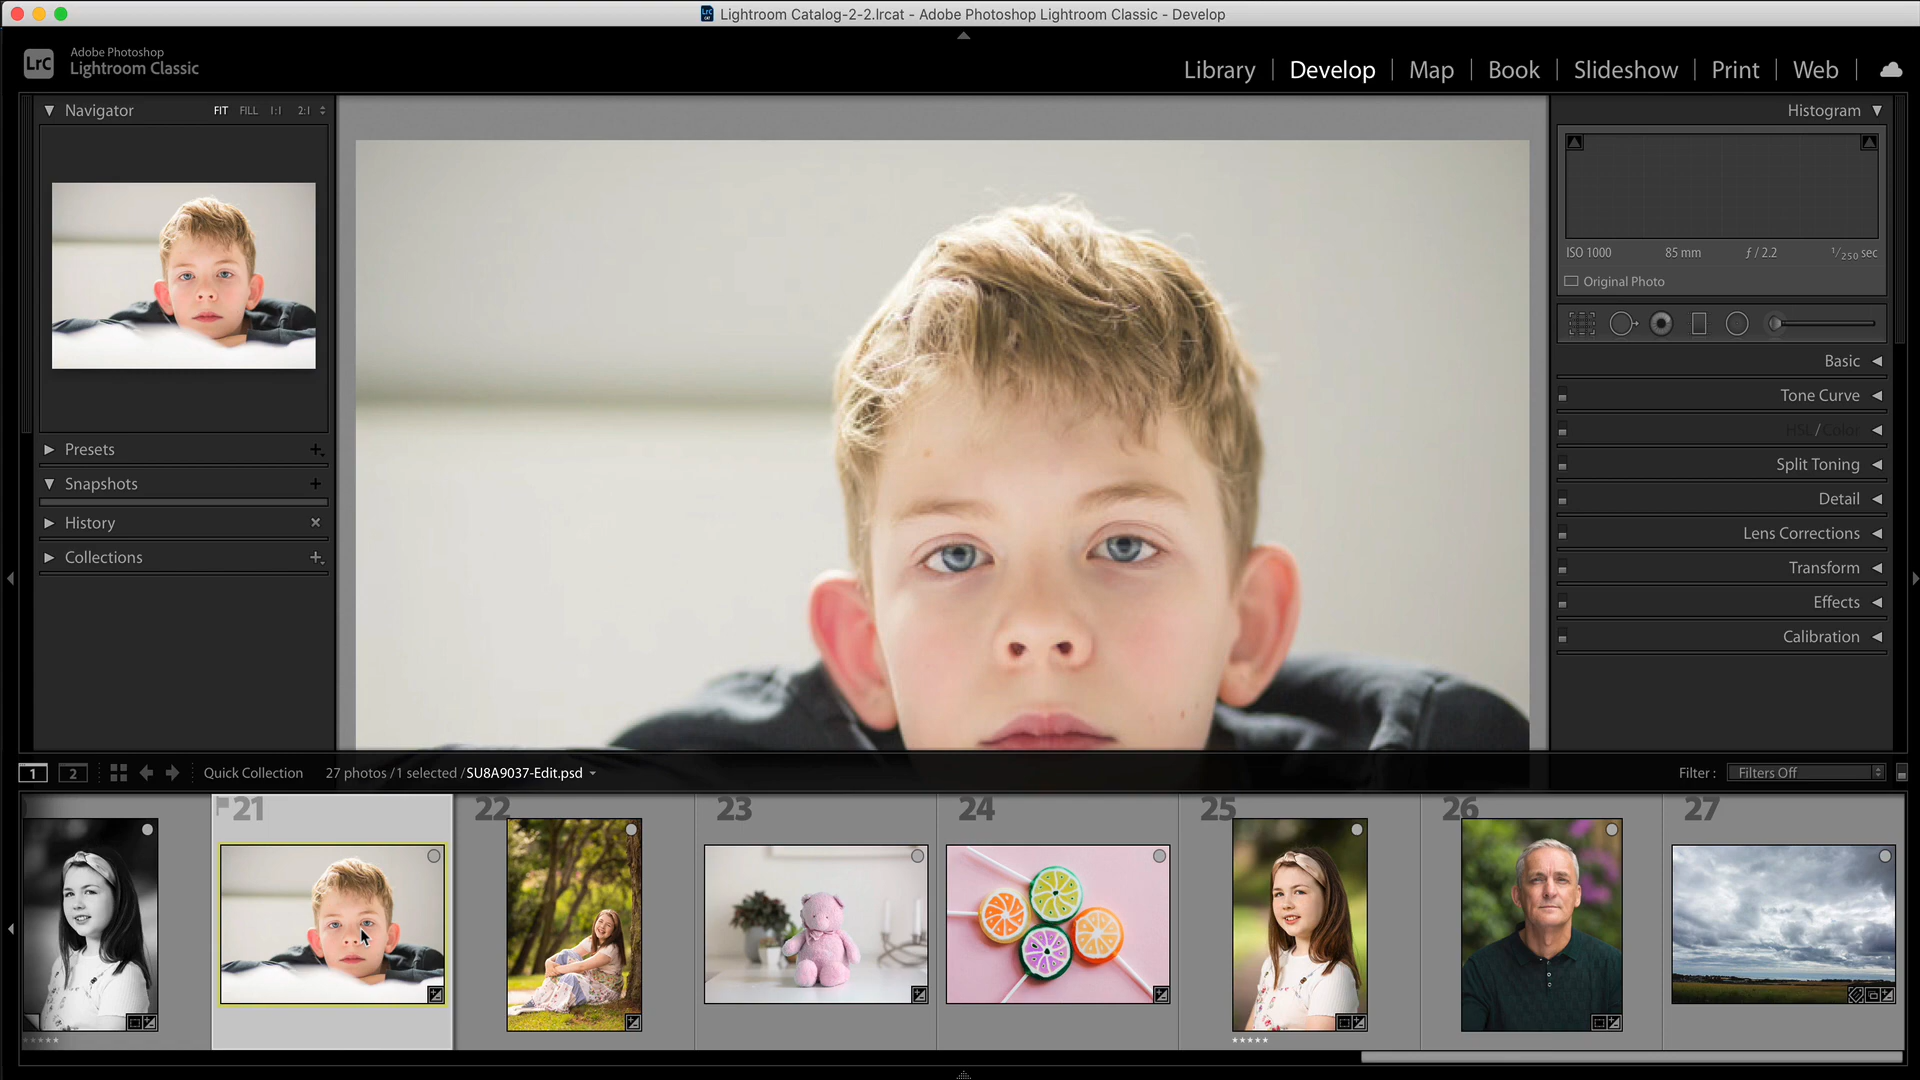 Lightroom Catalog-2-2.lrcat - Adobe Photoshop Lightroom Classic - Develop
LrC
Adobe Photoshop
Lightroom Classic
Library | Develop | Map | Book | Slideshow | Print | Web
Navigator FIT FILL 1:1 2:1
Presets
Snapshots
History
Collections
Histogram
ISO 1000 85 mm ƒ / 2.2 1/250 sec
Original Photo
Basic
Tone Curve
HSL / Color
Split Toning
Detail
Lens Corrections
Transform
Effects
Calibration
1 2 Quick Collection 27 photos / 1 selected / SU8A9037-Edit.psd Filter : Filters Off
21 22 23 24 25 26 27